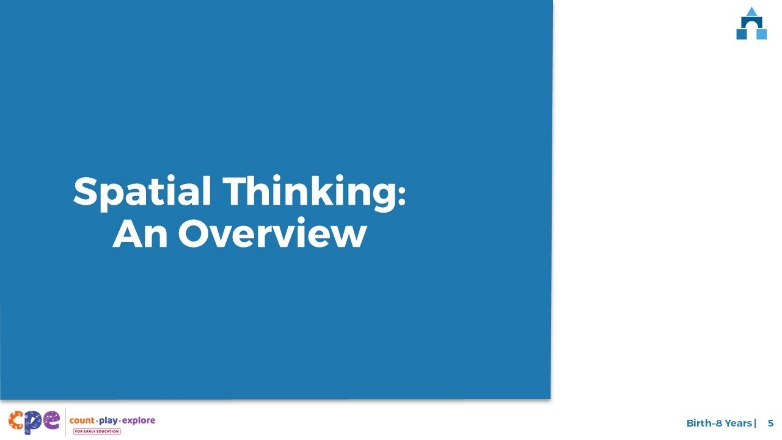 Spatial Thinking:
An Overview
cpe count·play·explore
FOR EARLY EDUCATION
Birth–8 Years | 5